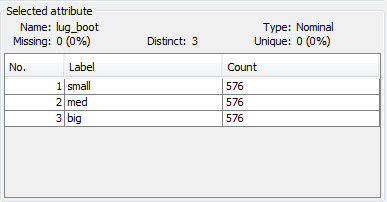 Selected attribute
Name: lug_boot Type: Nominal
Missing: 0 (0%) Distinct: 3 Unique: 0 (0%)
No. Label Count
1 small 576
2 med 576
3 big 576